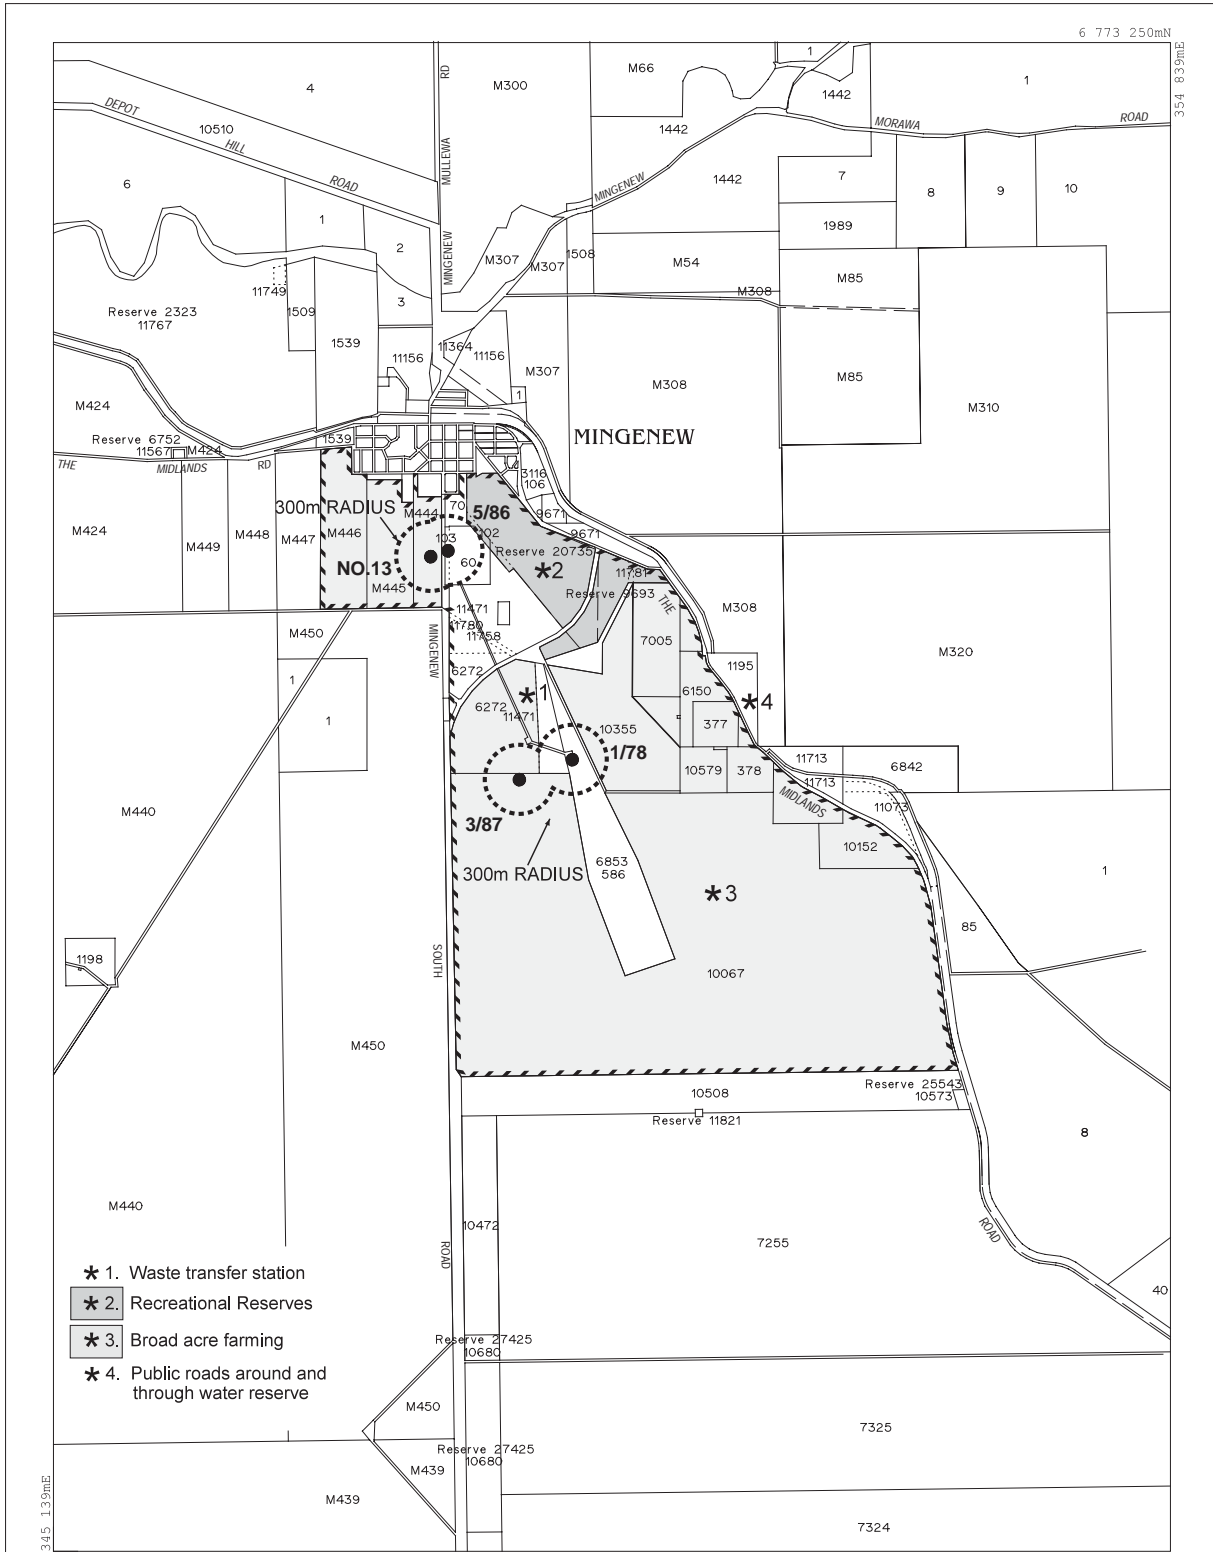 6 773 250mN
354 839mE
1
M66
4
RD
M300
1
1442
DEPOT
10510
HILL
1442
MORAWA
ROAD
MULLEWA
ROAD
6
MINGENEW
1442
7
8
9
10
1
1989
2
M307
M307
1508
M54
MINGENEW
M85
M308
11749
1509
3
Reserve 2323
11767
1539
11364
11156
11156
M307
M308
M85
1
M424
M310
Reserve 6752
11567
M424
1539
MINGENEW
THE
MIDLANDS
RD
3116
106
300m RADIUS
M444
70
5/86
9671
M424
M449
M448
M447
M446
103
102
9671
Reserve 20735
NO.13
60
2
11781
M445
Reserve 9693
THE
11471
11780
11758
M308
M450
MINGENEW
7005
M320
6272
1195
1
1
6150
4
1
6272
11471
10355
377
1/78
10579
378
11713
6842
11713
M440
MIDLANDS
11073
3/87
10152
6853
586
300m RADIUS
1
3
85
SOUTH
1198
10067
M450
Reserve 25543
10508
10573
Reserve 11821
8
M440
10472
ROAD
7255
ROAD
1. Waste transfer station
40
2. Recreational Reserves
3. Broad acre farming
Reserve 27425
10680
4. Public roads around and
through water reserve
M450
7325
Reserve 27425
10680
M439
M439
345 139mE
7324